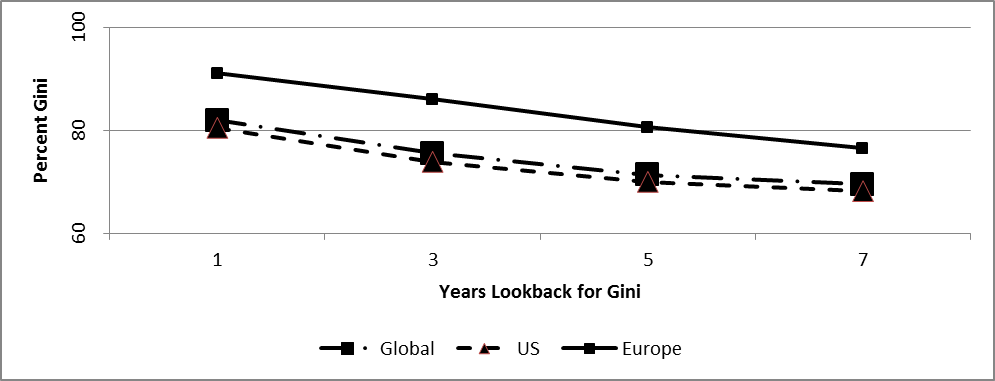 100
80
60
Percent Gini
1 3 5 7
Years Lookback for Gini
Global US Europe